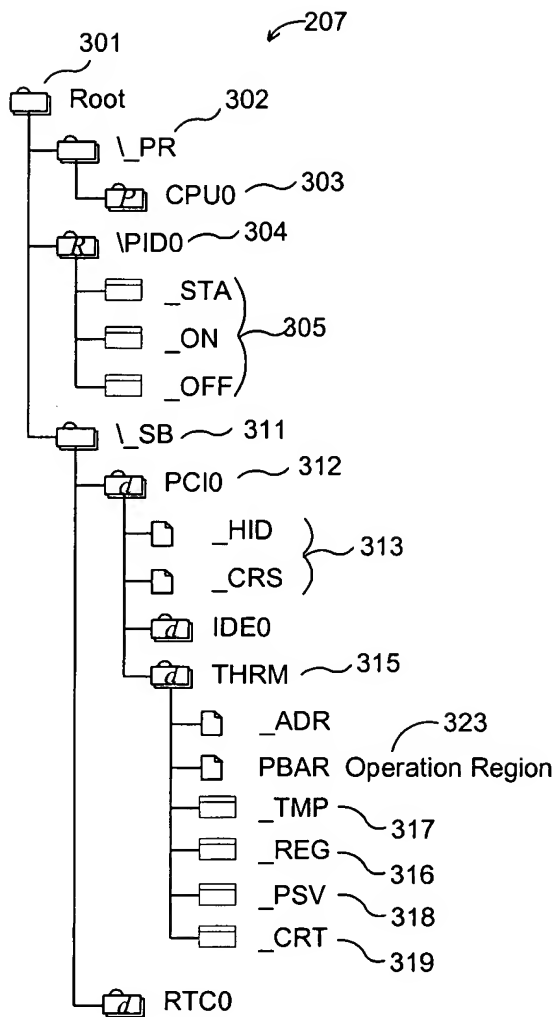 207
301
Root
\_PR 302
P CPU0 303
R \PID0 304
_STA
_ON 305
_OFF
\_SB 311
d PCI0 312
_HID
_CRS 313
d IDE0
d THRM 315
_ADR 323
PBAR Operation Region
_TMP 317
_REG 316
_PSV 318
_CRT 319
d RTC0